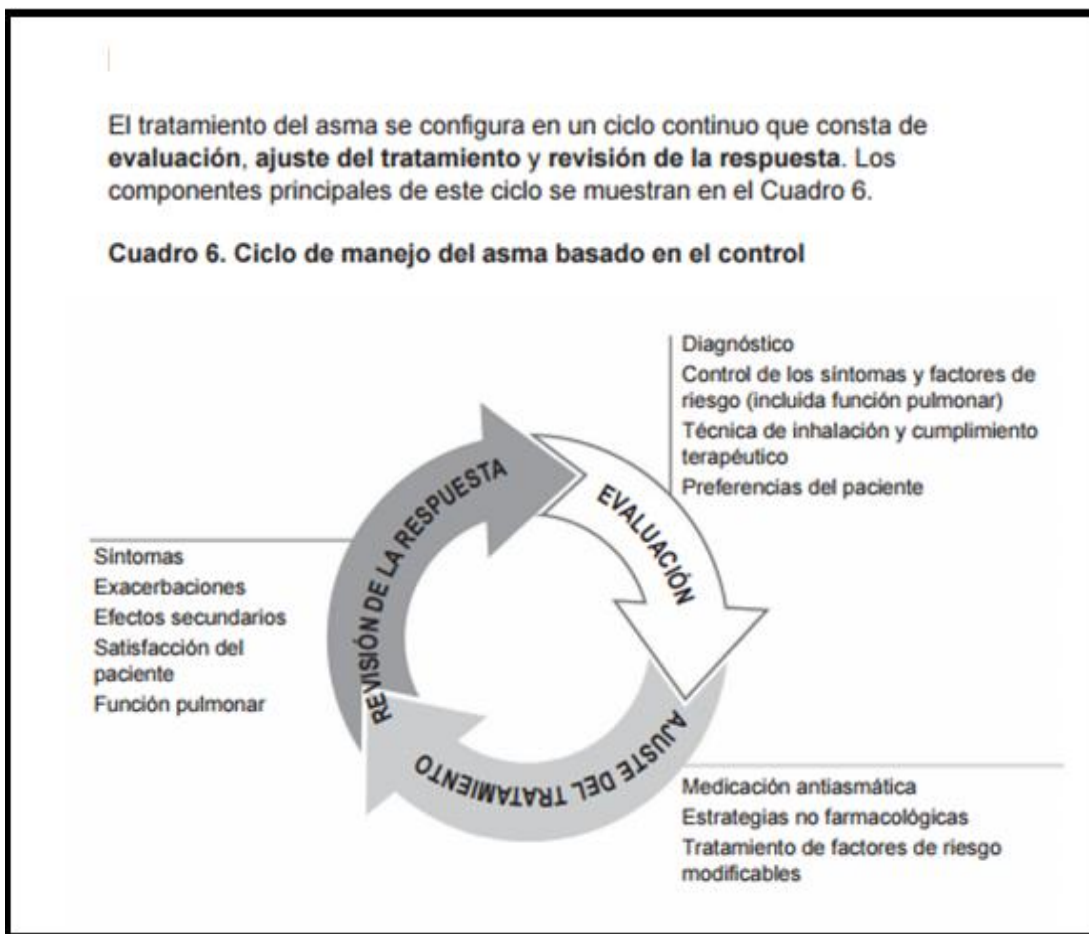 El tratamiento del asma se configura en un ciclo continuo que consta de
evaluación, ajuste del tratamiento y revisión de la respuesta. Los
componentes principales de este ciclo se muestran en el Cuadro 6.
Cuadro 6. Ciclo de manejo del asma basado en el control
Diagnóstico
Control de los síntomas y factores de
riesgo (incluida función pulmonar)
Técnica de inhalación y cumplimiento
terapéutico
Preferencias del paciente
EVALUACIÓN
REVISIÓN DE LA RESPUESTA
Síntomas
Exacerbaciones
Efectos secundarios
Satisfacción del
paciente
Función pulmonar
AJUSTE DEL TRATAMIENTO
Medicación antiasmática
Estrategias no farmacológicas
Tratamiento de factores de riesgo
modificables